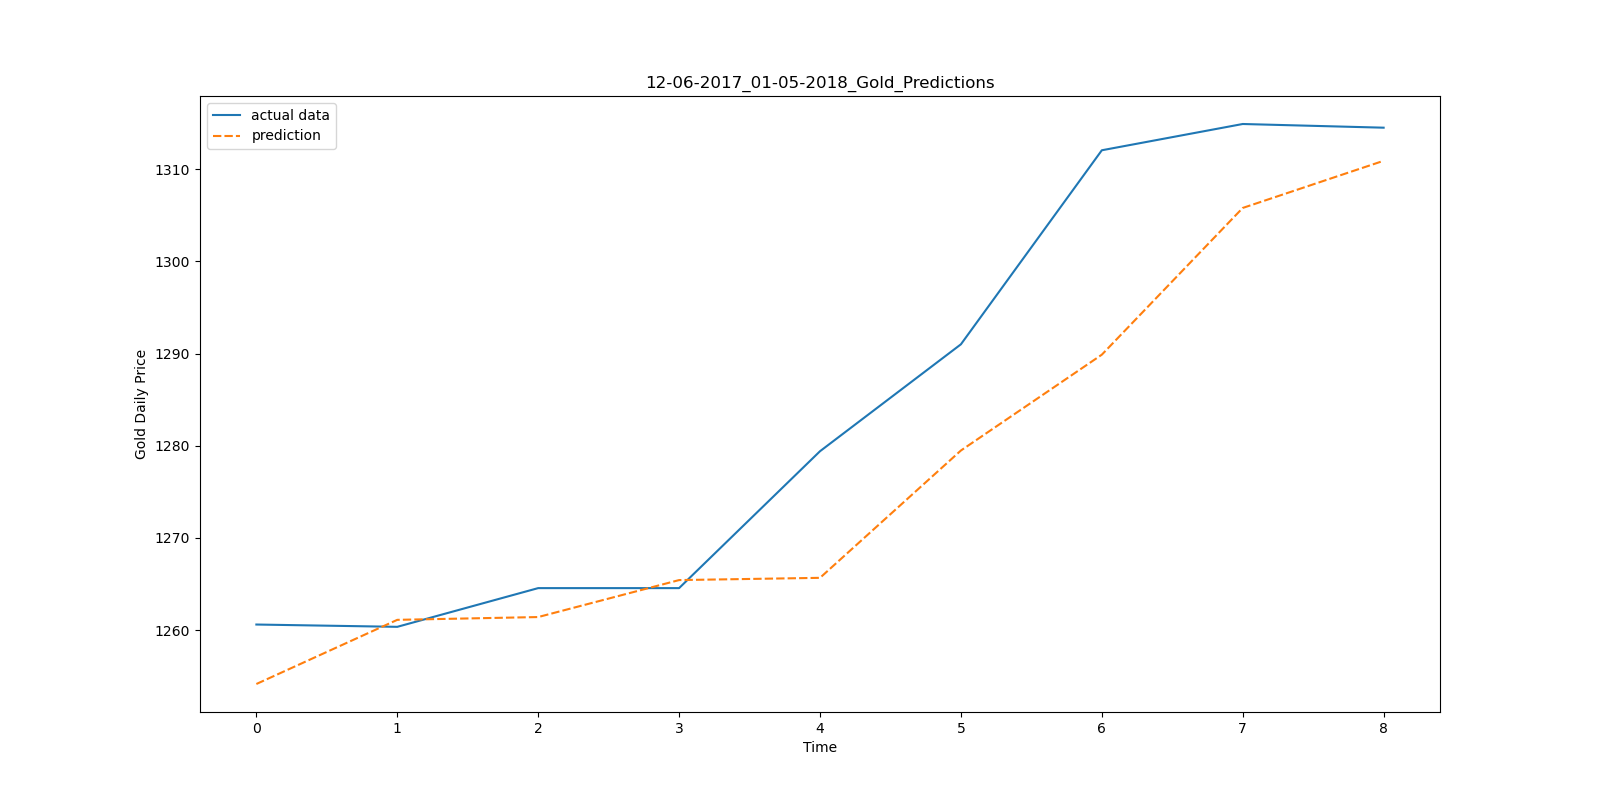 12-06-2017_01-05-2018_Gold_Predictions
actual data
prediction
Gold Daily Price
1310
1300
1290
1280
1270
1260
0 1 2 3 4 5 6 7 8
Time